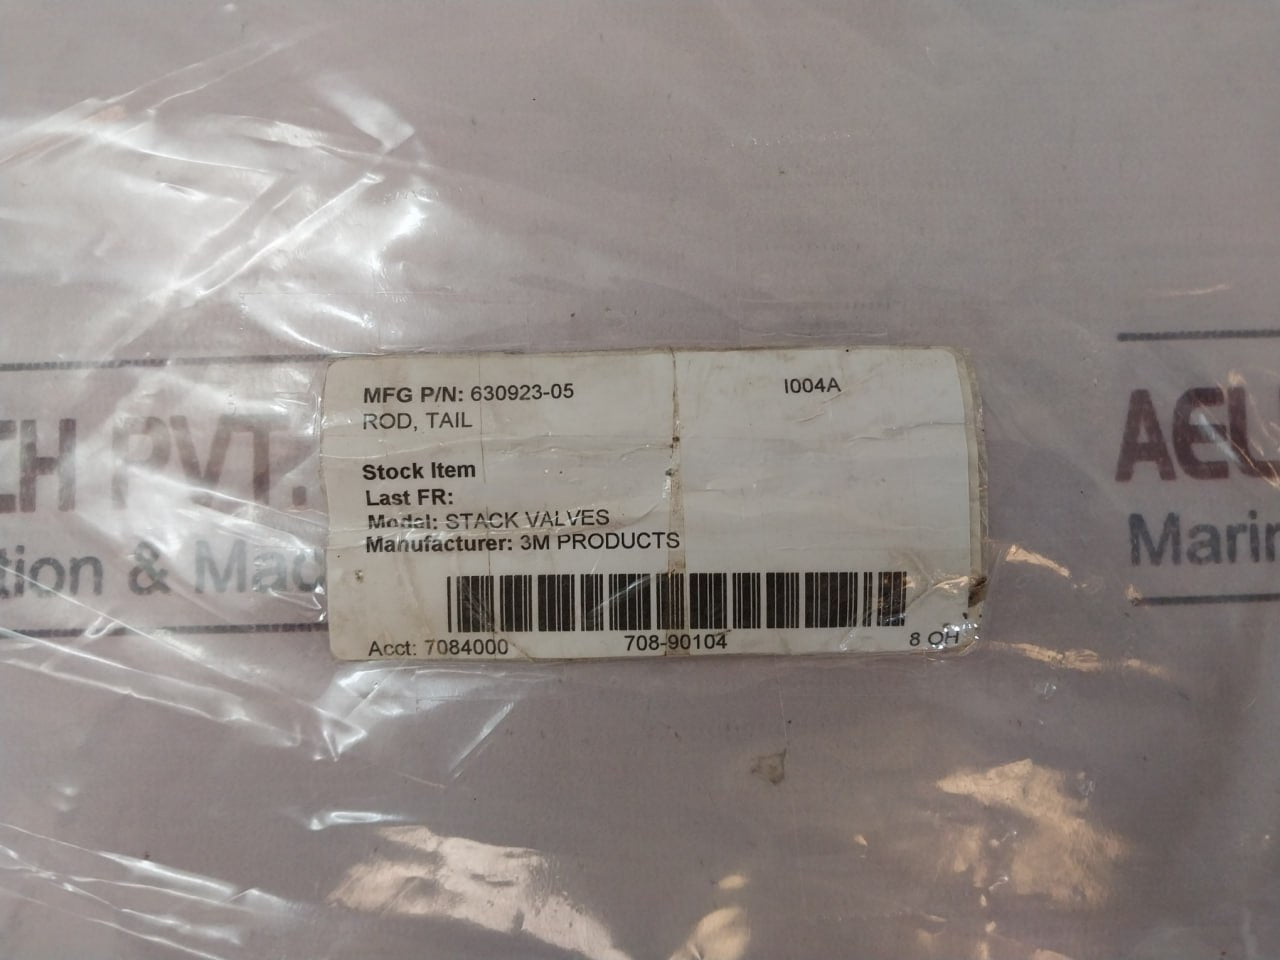 MFG P/N: 630923-05
I004A
ROD, TAIL
Stock Item
Last FR:
Model: STACK VALVES
Manufacturer: 3M PRODUCTS
Acct: 7084000
708-90104
8 OH
CH PVT.
tion & Mac
AEL
Marin